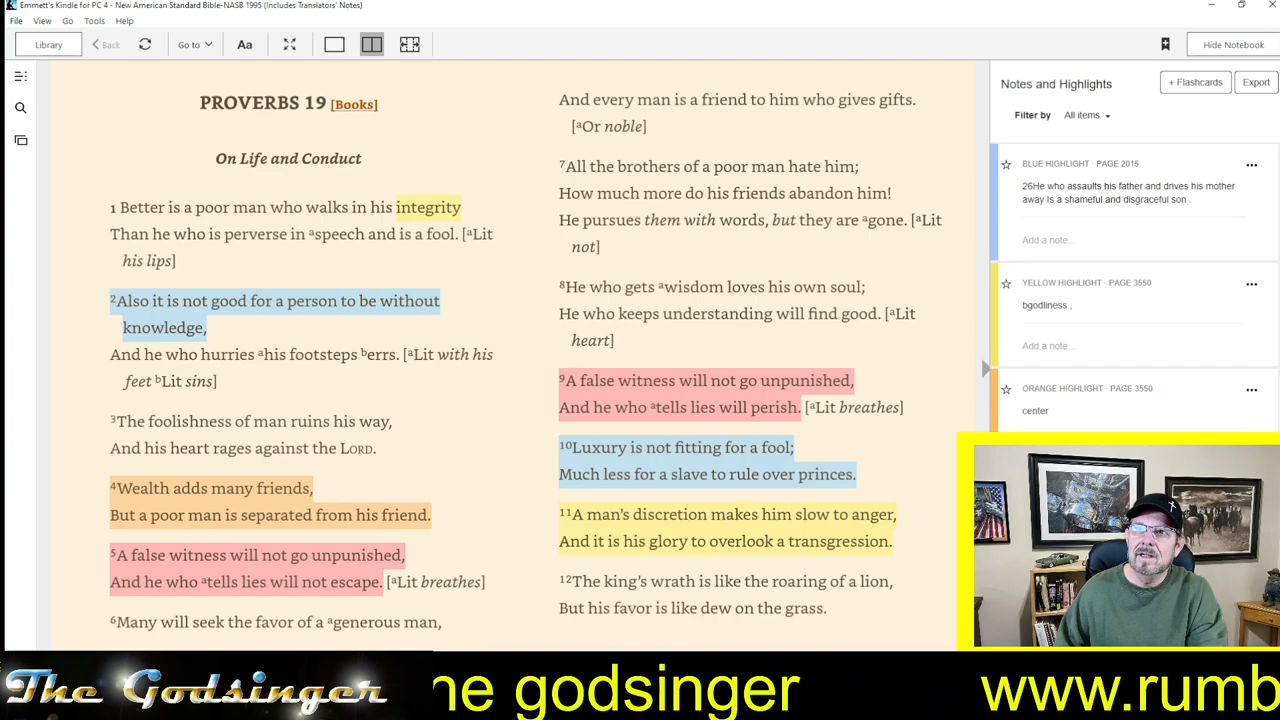 Emmett's Kindle for PC 4 - New American Standard Bible-NASB 1995 (Includes Translators' Notes)
File View Go Tools Help
Library Back Go to Aa Hide Notebook
PROVERBS 19 [Books]
On Life and Conduct
1 Better is a poor man who walks in his integrity
Than he who is perverse in ᵃspeech and is a fool. [ᵃLit
his lips]
²Also it is not good for a person to be without
knowledge,
And he who hurries ᵃhis footsteps ᵇerrs. [ᵃLit with his
feet ᵇLit sins]
³The foolishness of man ruins his way,
And his heart rages against the LORD.
⁴Wealth adds many friends,
But a poor man is separated from his friend.
⁵A false witness will not go unpunished,
And he who ᵃtells lies will not escape. [ᵃLit breathes]
⁶Many will seek the favor of a ᵃgenerous man,
And every man is a friend to him who gives gifts.
[ᵃOr noble]
⁷All the brothers of a poor man hate him;
How much more do his friends abandon him!
He pursues them with words, but they are ᵃgone. [ᵃLit
not]
⁸He who gets ᵃwisdom loves his own soul;
He who keeps understanding will find good. [ᵃLit
heart]
⁹A false witness will not go unpunished,
And he who ᵃtells lies will perish. [ᵃLit breathes]
¹⁰Luxury is not fitting for a fool;
Much less for a slave to rule over princes.
¹¹A man's discretion makes him slow to anger,
And it is his glory to overlook a transgression.
¹²The king's wrath is like the roaring of a lion,
But his favor is like dew on the grass.
Notes and Highlights + Flashcards Export
Filter by All items
BLUE HIGHLIGHT · PAGE 2015
26He who assaults his father and drives his mother
away Is a shameful and disgraceful son .
Add a note...
YELLOW HIGHLIGHT · PAGE 3550
bgodliness ,
Add a note...
ORANGE HIGHLIGHT · PAGE 3550
center
The Godsinger
he godsinger www.rumb